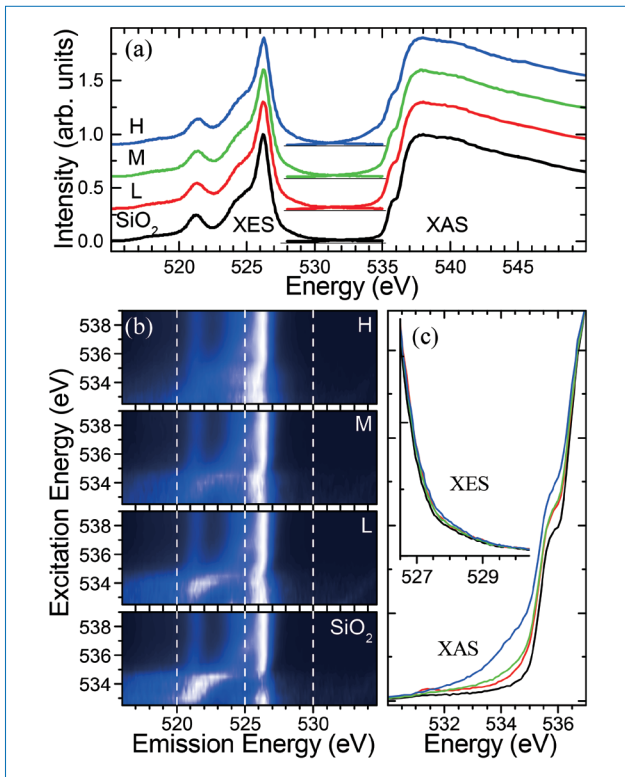 (a)
Intensity (arb. units)
1.5
1.0
0.5
0.0
H
M
L
SiO₂
XES
XAS
520 525 530 535 540 545
Energy (eV)
(b)
Excitation Energy (eV)
538
536
534
H
538
536
534
M
538
536
534
L
538
536
534
SiO₂
520 525 530
Emission Energy (eV)
(c)
XES
527 529
XAS
532 534 536
Energy (eV)